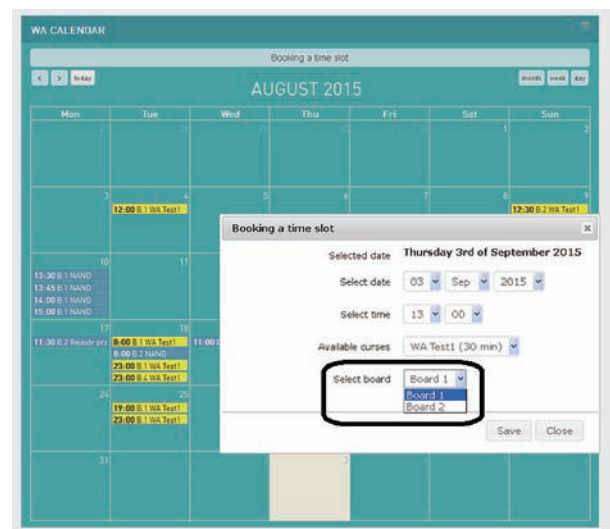 WA CALENDAR
Booking a time slot
< > today
AUGUST 2015
month week day
Mon Tue Wed Thu Fri Sat Sun
1 2
3 4 5 6 7 8 9
12:00 B.1 WA Test1
12:30 B.2 WA Test1
Booking a time slot x
Selected date Thursday 3rd of September 2015
Select date 03 Sep 2015
Select time 13 00
Available curses WA Test1 (30 min)
Select board Board 1
Board 1
Board 2
Save Close
10 11
13:30 B.1 NAND
13:45 B.1 NAND
14:00 B.1 NAND
15:00 B.1 NAND
17 18
11:30 B.2 Rejestr prz
8:00 B.1 WA Test1
11:00
8:00 B.2 NAND
23:00 B.1 WA Test1
23:00 B.2 WA Test1
24 25
19:00 B.1 WA Test1
23:00 B.1 WA Test1
31 3